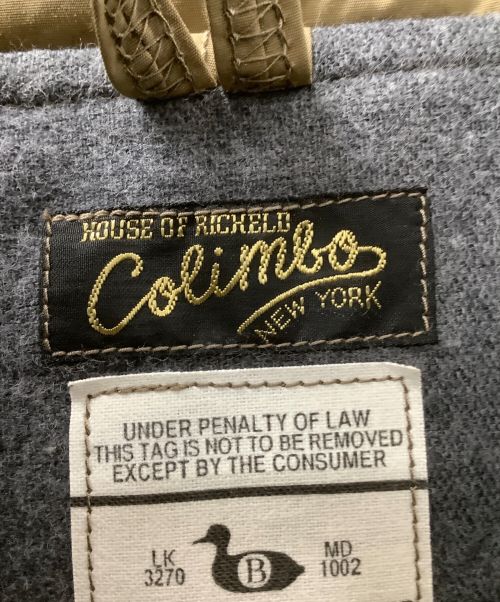 HOUSE OF RICHELD
Colimbo
NEW YORK
UNDER PENALTY OF LAW
THIS TAG IS NOT TO BE REMOVED
EXCEPT BY THE CONSUMER
LK
3270
B
MD
1002